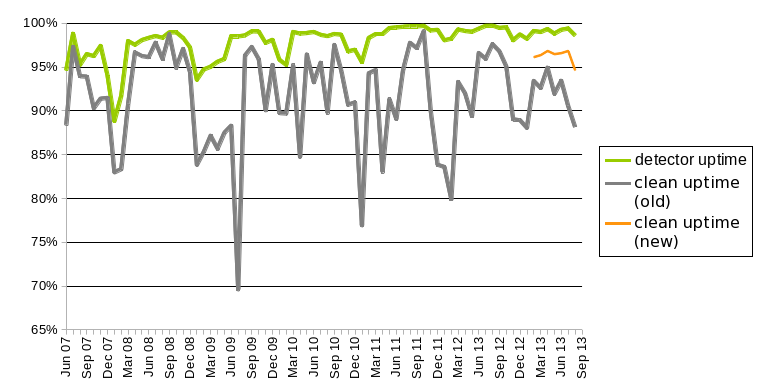 100%
95%
90%
85%
80%
75%
70%
65%
Jun 07
Sep 07
Dec 07
Mar 08
Jun 08
Sep 08
Dec 08
Mar 09
Jun 09
Sep 09
Dec 09
Mar 10
Jun 10
Sep 10
Dec 10
Mar 11
Jun 11
Sep 11
Dec 11
Mar 12
Jun 13
Sep 12
Dec 12
Mar 13
Jun 13
Sep 13
detector uptime
clean uptime
(old)
clean uptime
(new)